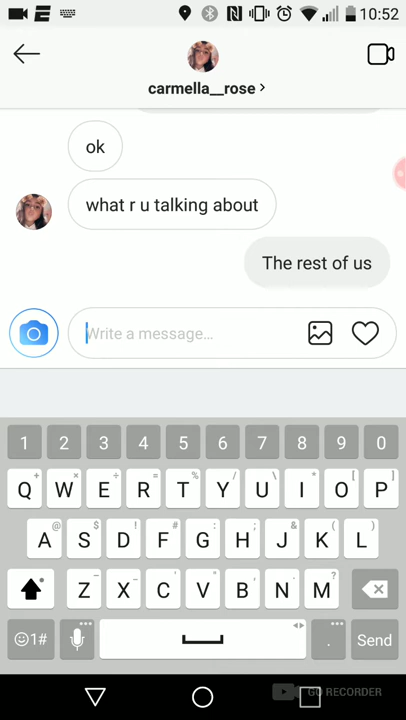 10:52
carmella__rose >
ok
what r u talking about
The rest of us
Write a message...
1 2 3 4 5 6 7 8 9 0
Q W E R T Y U I O P
A S D F G H J K L
Z X C V B N M
1# . Send
GO RECORDER